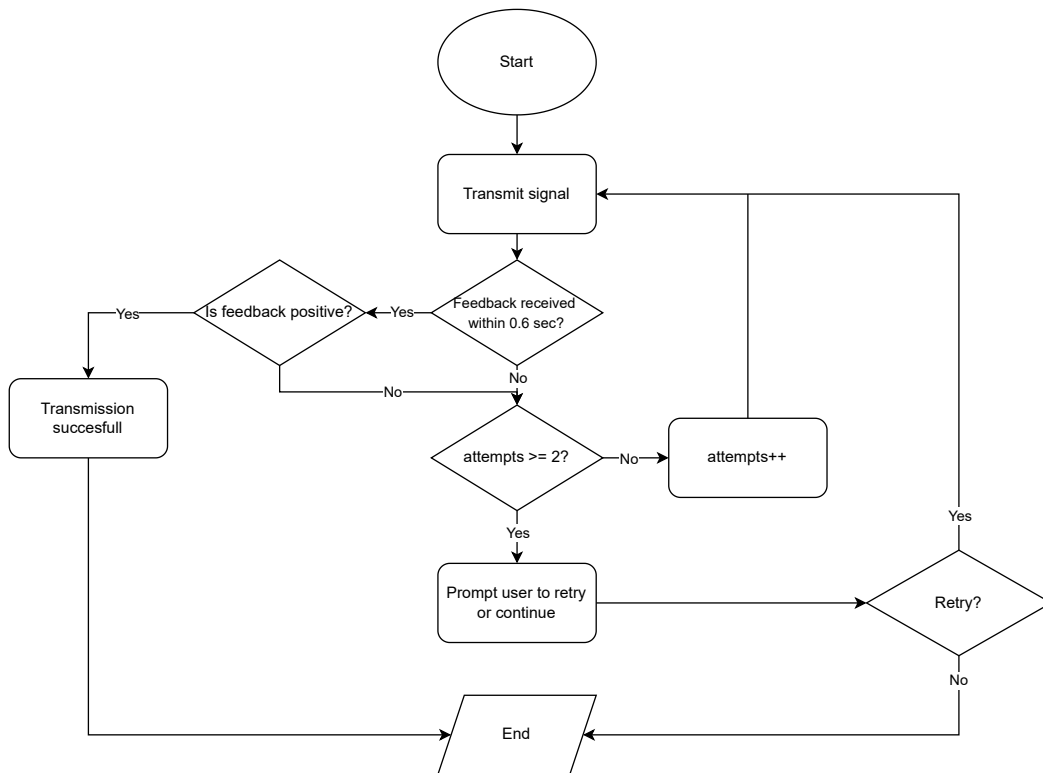 Start
Transmit signal
Is feedback positive?
Yes
Feedback received
within 0.6 sec?
Yes
No
No
Transmission
succesfull
attempts >= 2?
No
attempts++
Yes
Yes
Prompt user to retry
or continue
Retry?
No
End